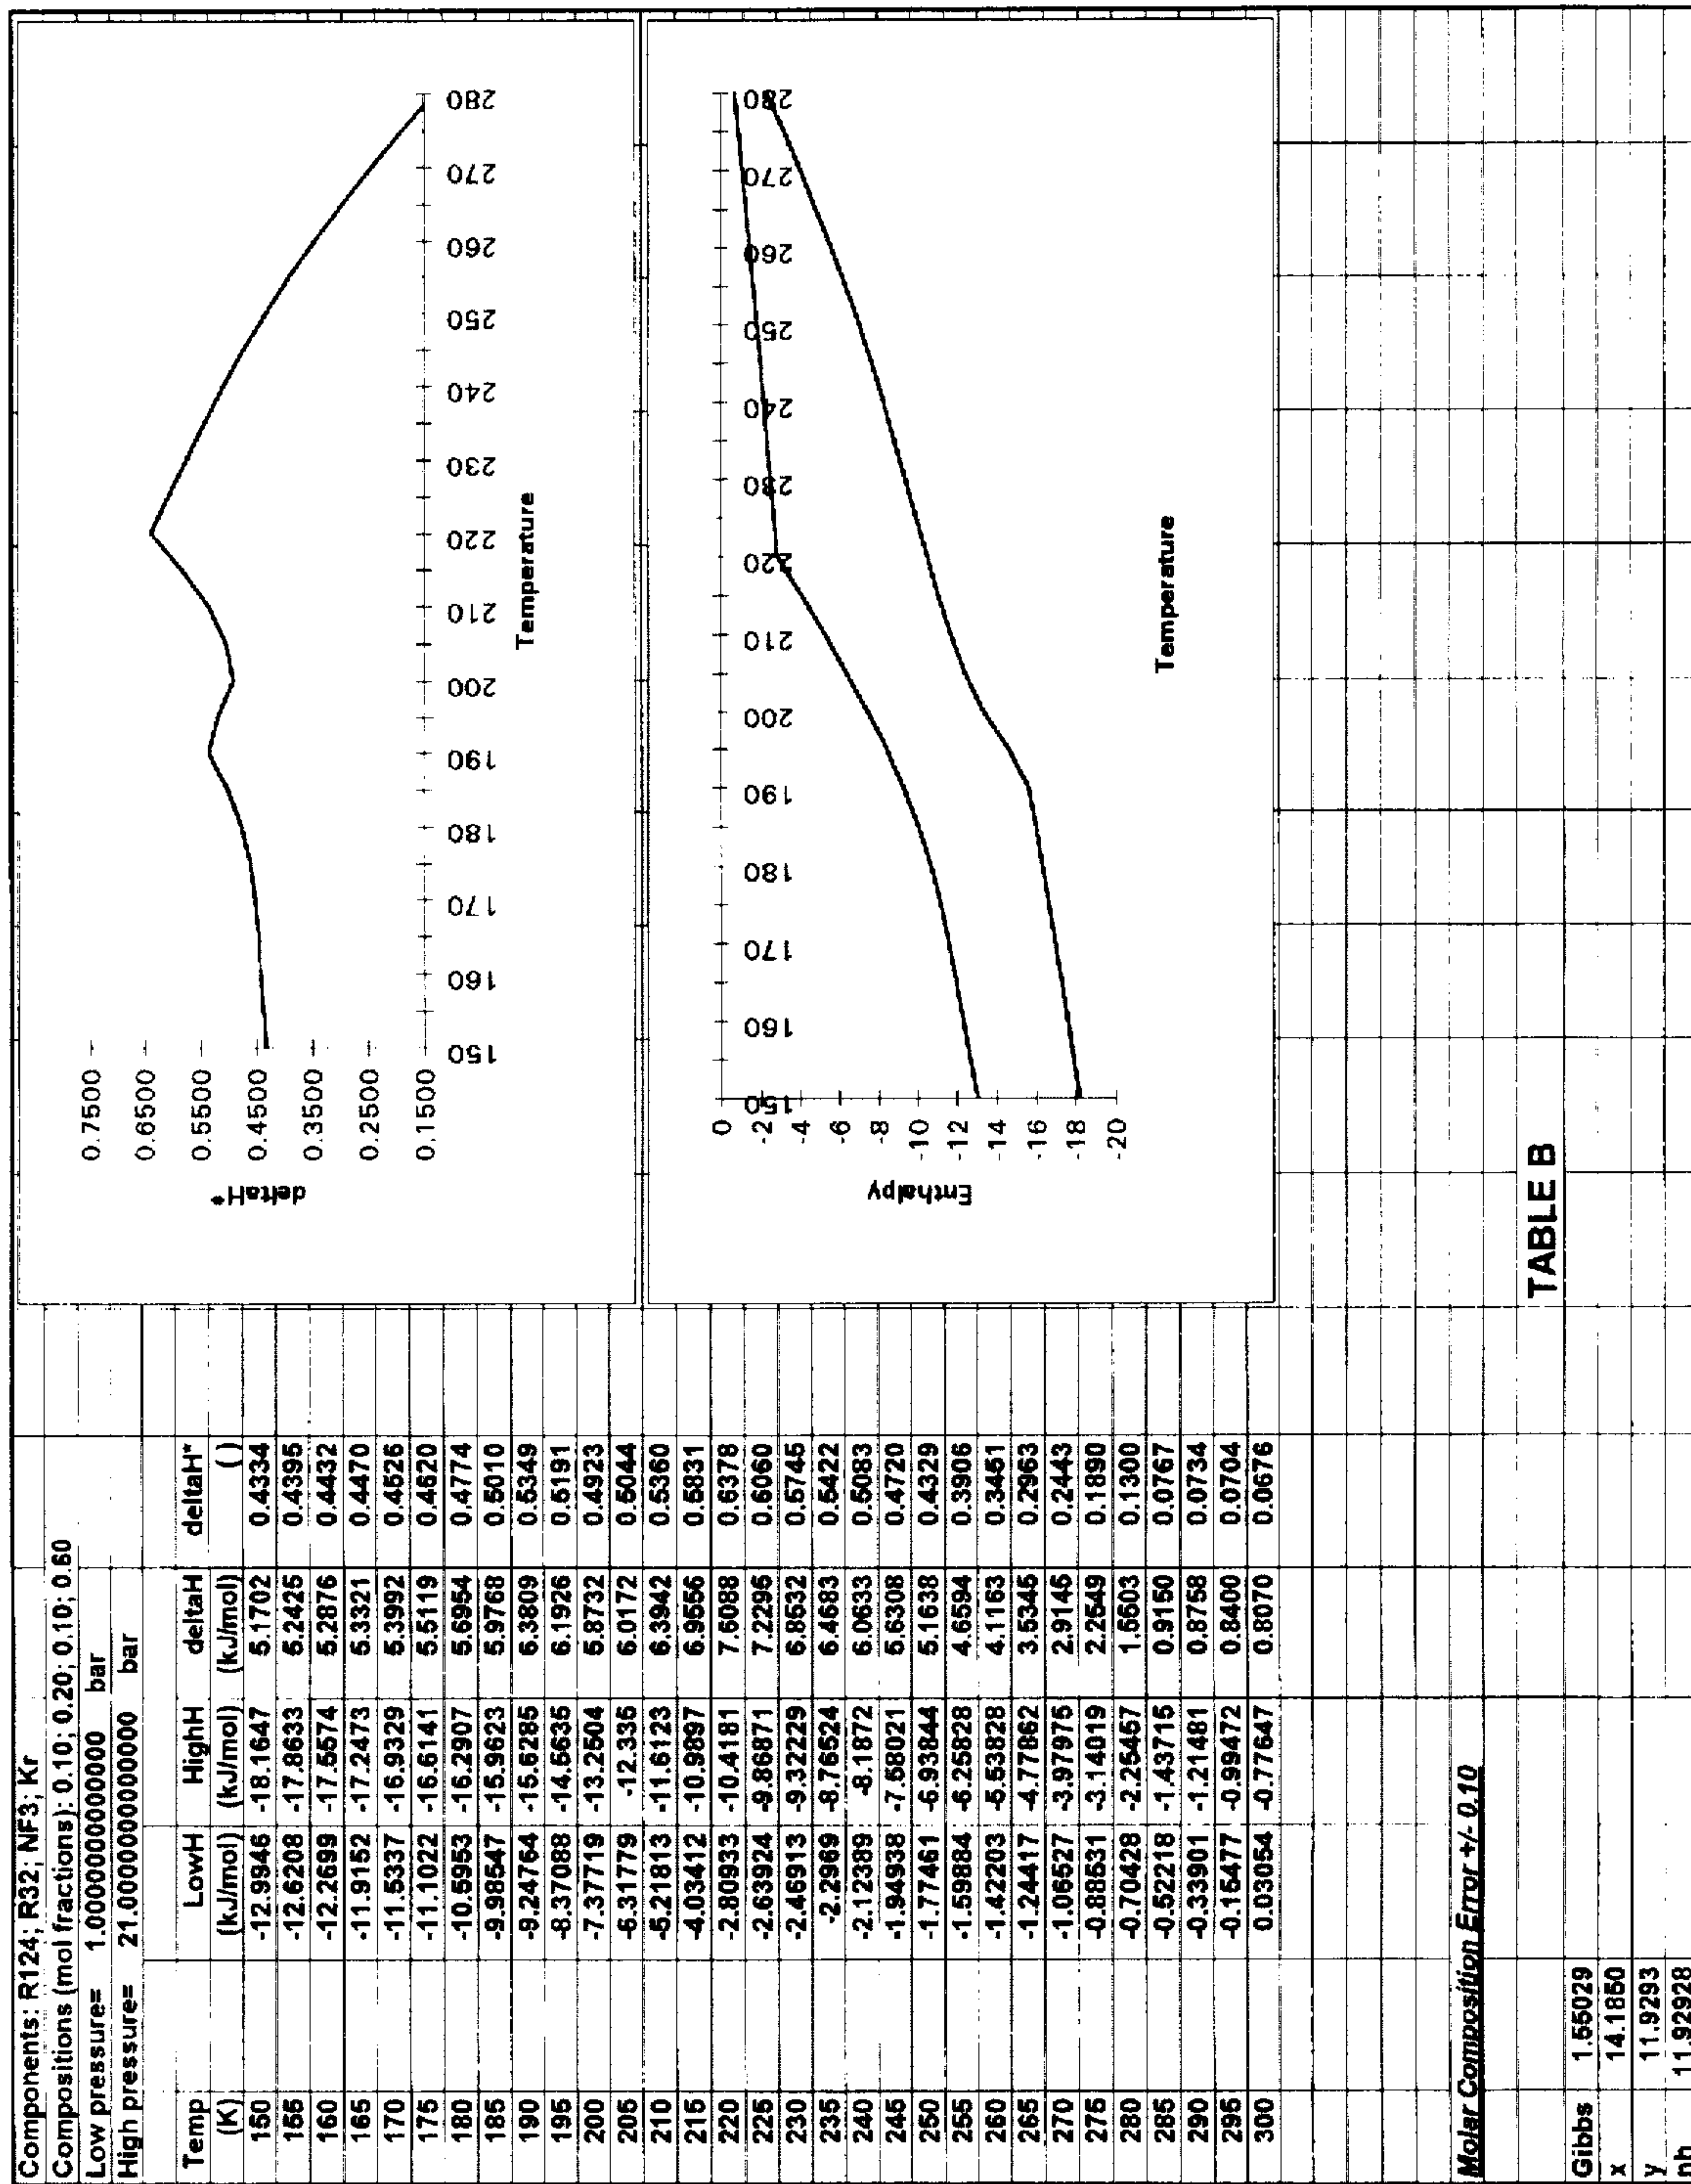 Components: R124; R32; NF3; Kr
Compositions (mol fractions): 0.10; 0.20; 0.10; 0.60
Low pressure= 1.000000000000 bar
High pressure= 21.000000000000 bar
Temp LowH HighH deltaH deltaH*
(K) (kJ/mol) (kJ/mol) (kJ/mol) ( )
150 -12.9946 -18.1647 5.1702 0.4334
155 -12.6208 -17.8633 5.2425 0.4395
160 -12.2699 -17.5574 5.2876 0.4432
165 -11.9152 -17.2473 5.3321 0.4470
170 -11.5337 -16.9329 5.3992 0.4526
175 -11.1022 -16.6141 5.5119 0.4620
180 -10.5953 -16.2907 5.6954 0.4774
185 -9.98547 -15.9623 5.9768 0.5010
190 -9.24764 -15.6285 6.3809 0.5349
195 -8.37088 -14.5635 6.1926 0.5191
200 -7.37719 -13.2504 5.8732 0.4923
205 -6.31779 -12.335 6.0172 0.5044
210 -5.21813 -11.6123 6.3942 0.5360
215 -4.03412 -10.9897 6.9556 0.5831
220 -2.80933 -10.4181 7.6088 0.6378
225 -2.63924 -9.86871 7.2295 0.6060
230 -2.46913 -9.32229 6.8532 0.5745
235 -2.2969 -8.76524 6.4683 0.5422
240 -2.12389 -8.1872 6.0633 0.5083
245 -1.94938 -7.58021 5.6308 0.4720
250 -1.77461 -6.93844 5.1638 0.4329
255 -1.59884 -6.25828 4.6594 0.3906
260 -1.42203 -5.53828 4.1163 0.3451
265 -1.24417 -4.77862 3.5345 0.2963
270 -1.06527 -3.97975 2.9145 0.2443
275 -0.88531 -3.14019 2.2549 0.1890
280 -0.70428 -2.25457 1.5503 0.1300
285 -0.52218 -1.43715 0.9150 0.0767
290 -0.33901 -1.21481 0.8758 0.0734
295 -0.15477 -0.99472 0.8400 0.0704
300 0.03054 -0.77647 0.8070 0.0676
Molar Composition Error +/- 0.10
Gibbs 1.55029
x 14.1850
y 11.9293
nh 11.92928
deltaH*
0.7500
0.6500
0.5500
0.4500
0.3500
0.2500
0.1500
150 160 170 180 190 200 210 220 230 240 250 260 270 280
Temperature
Enthalpy
0
-2
-4
-6
-8
-10
-12
-14
-16
-18
-20
150 160 170 180 190 200 210 220 230 240 250 260 270 280
Temperature
TABLE B